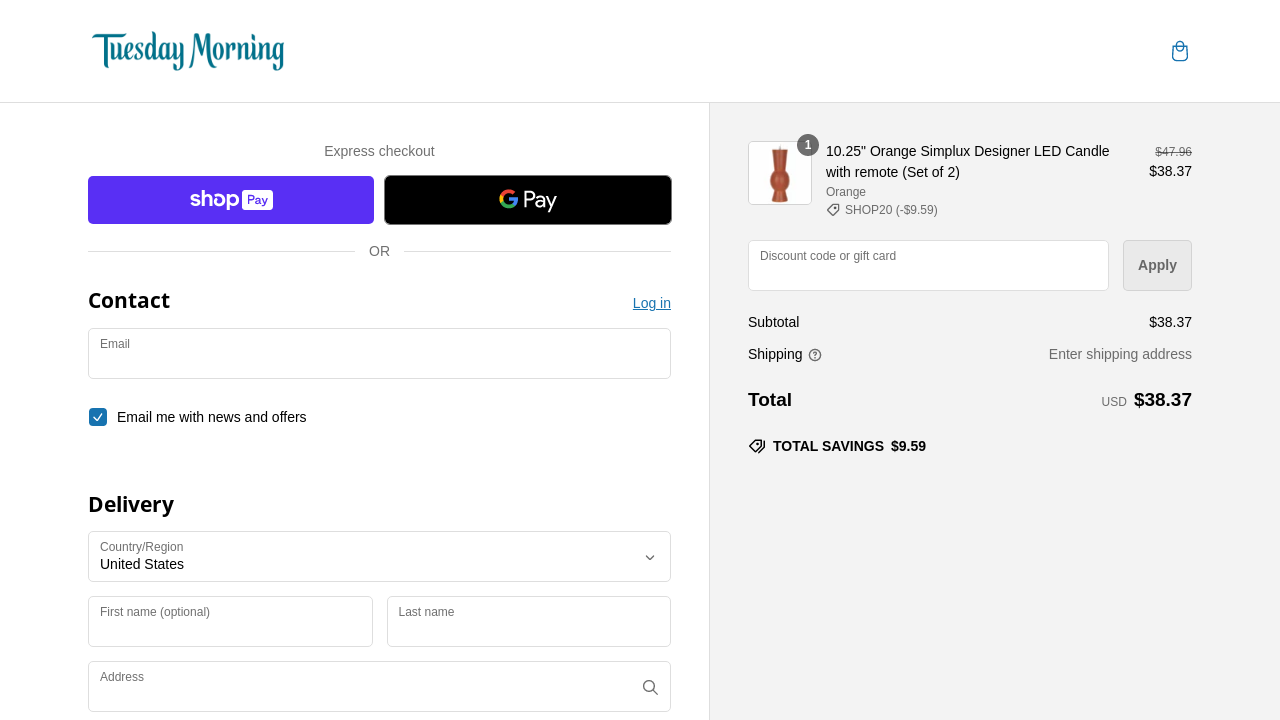 Tuesday Morning
Express checkout
shop Pay
G Pay
OR
Contact
Log in
Email
Email me with news and offers
Delivery
Country/Region
United States
First name (optional)
Last name
Address
1
10.25" Orange Simplux Designer LED Candle
with remote (Set of 2)
Orange
SHOP20 (-$9.59)
$47.96
$38.37
Discount code or gift card
Apply
Subtotal
$38.37
Shipping
Enter shipping address
Total
USD $38.37
TOTAL SAVINGS $9.59